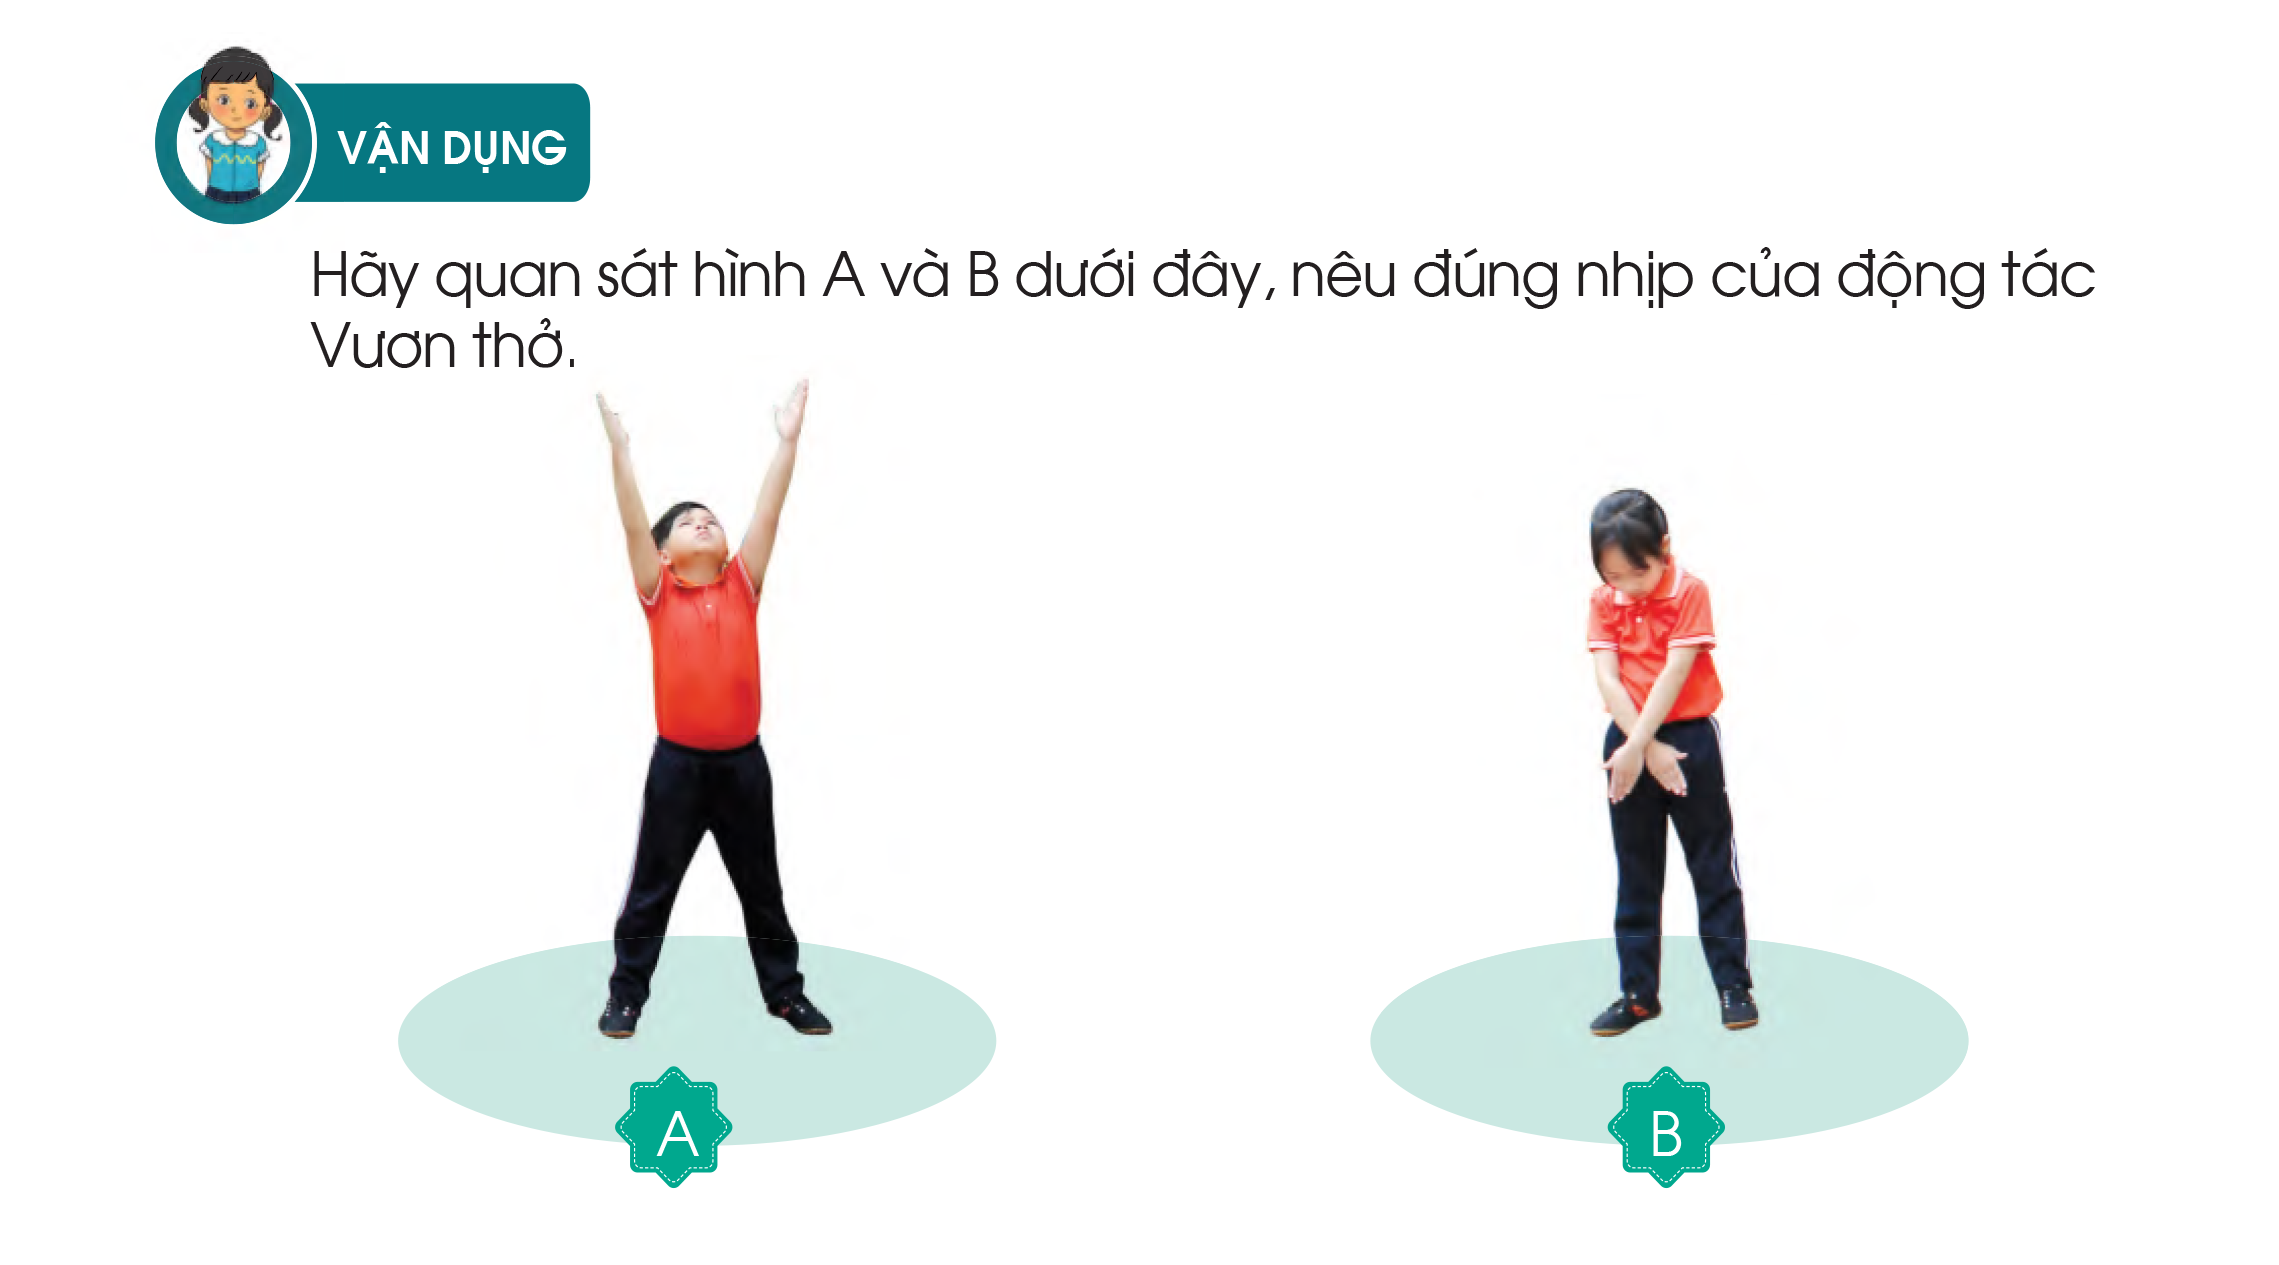 VẬN DỤNG
Hãy quan sát hình A và B dưới đây, nêu đúng nhịp của động tác
Vươn thở.
A
B